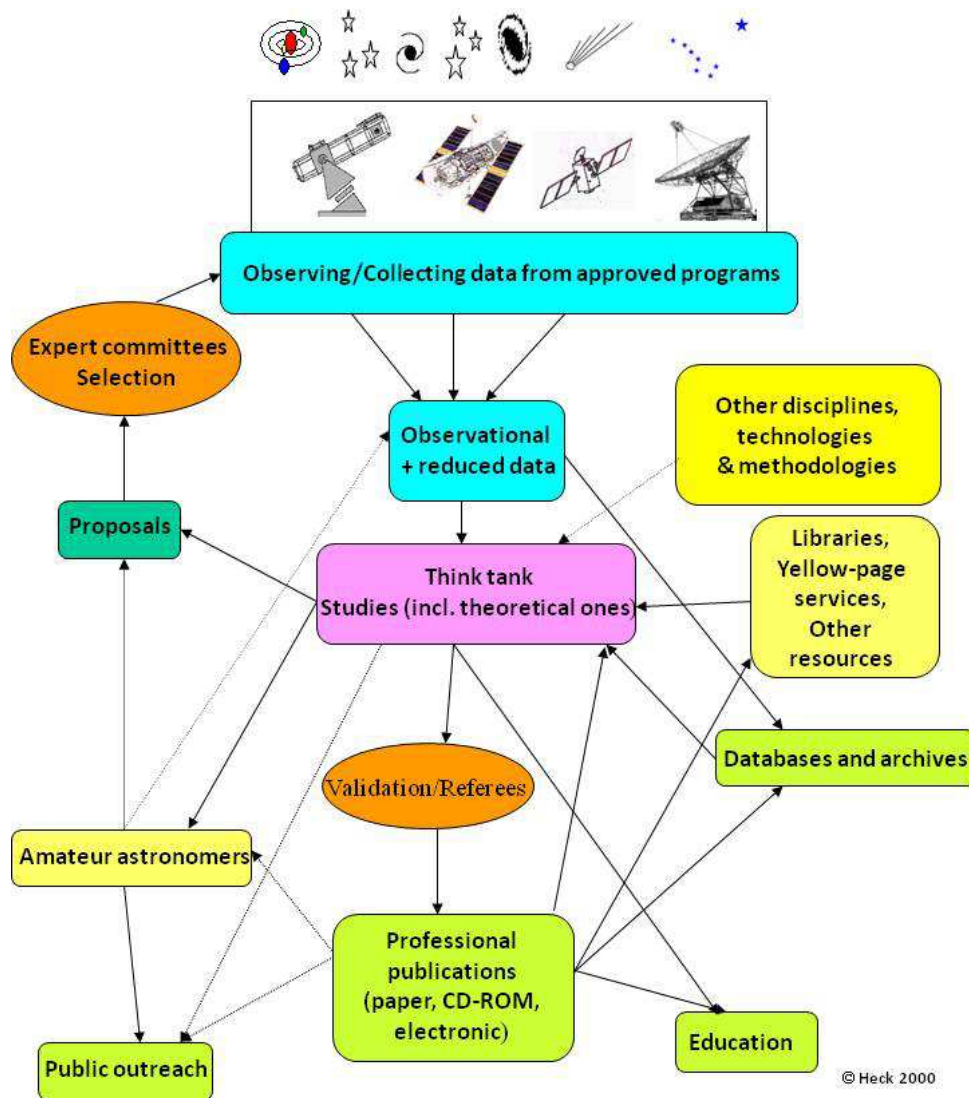 Observing/Collecting data from approved programs
Expert committees
Selection
Observational
+ reduced data
Other disciplines,
technologies
& methodologies
Proposals
Think tank
Studies (incl. theoretical ones)
Libraries,
Yellow-page
services,
Other
resources
Databases and archives
Validation/Referees
Amateur astronomers
Professional
publications
(paper, CD-ROM,
electronic)
Education
Public outreach
© Heck 2000